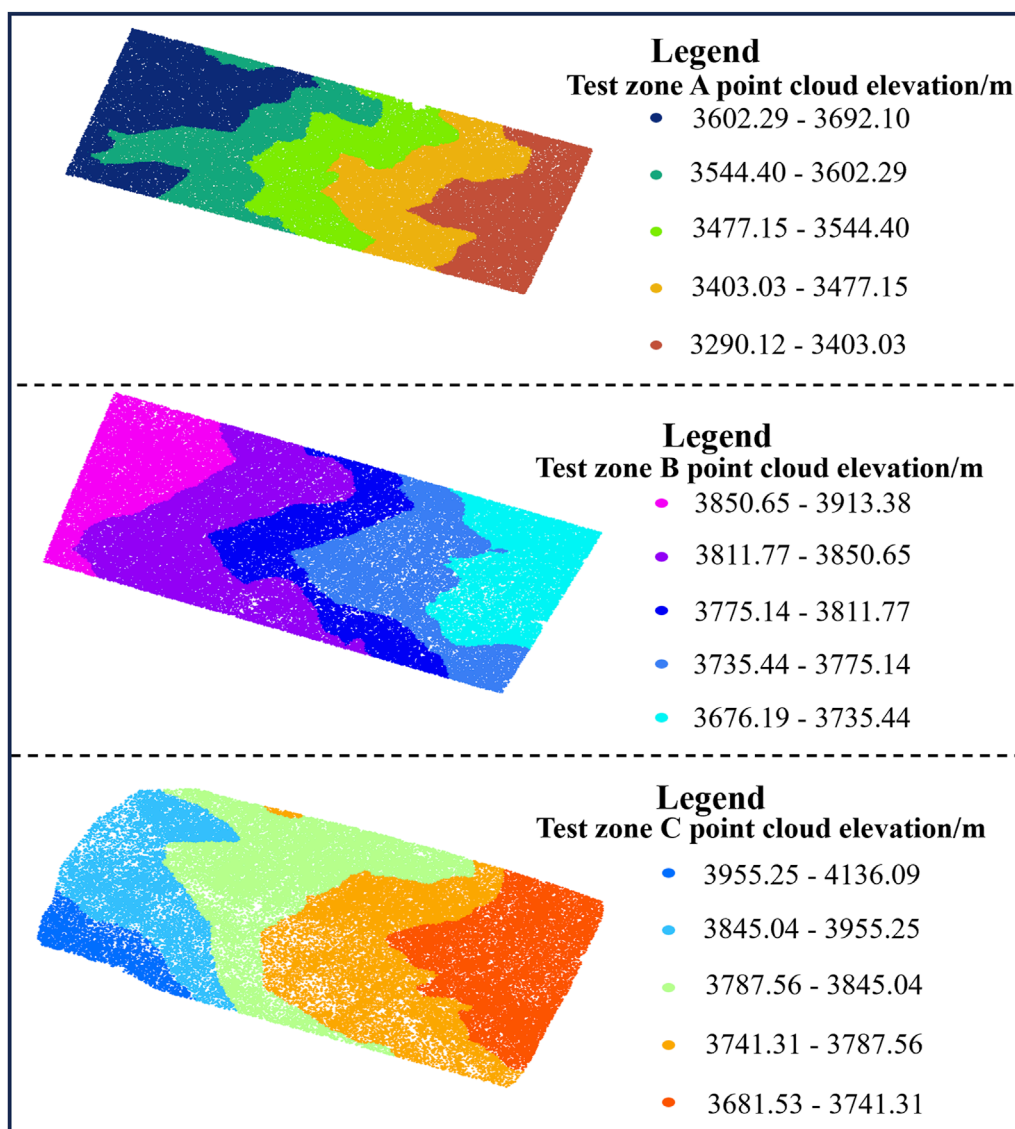 Legend
Test zone A point cloud elevation/m
3602.29 - 3692.10
3544.40 - 3602.29
3477.15 - 3544.40
3403.03 - 3477.15
3290.12 - 3403.03
Legend
Test zone B point cloud elevation/m
3850.65 - 3913.38
3811.77 - 3850.65
3775.14 - 3811.77
3735.44 - 3775.14
3676.19 - 3735.44
Legend
Test zone C point cloud elevation/m
3955.25 - 4136.09
3845.04 - 3955.25
3787.56 - 3845.04
3741.31 - 3787.56
3681.53 - 3741.31